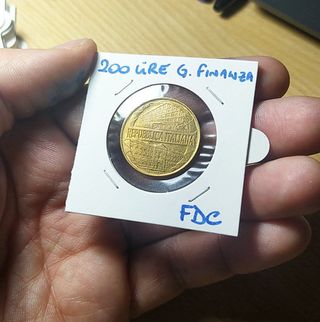 200 LIRE G. FINANZA
REPUBBLICA ITALIANA
FDC